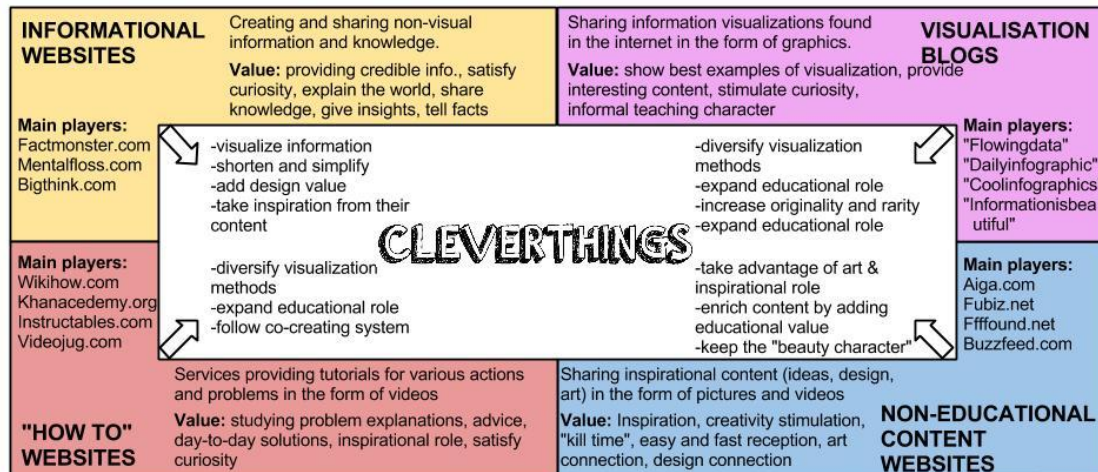 INFORMATIONAL
WEBSITES
Creating and sharing non-visual
information and knowledge.
Value: providing credible info., satisfy
curiosity, explain the world, share
knowledge, give insights, tell facts
Main players:
Factmonster.com
Mentalfloss.com
Bigthink.com
Sharing information visualizations found
in the internet in the form of graphics.
VISUALISATION
BLOGS
Value: show best examples of visualization, provide
interesting content, stimulate curiosity,
informal teaching character
Main players:
"Flowingdata"
"Dailyinfographic"
"Coolinfographics
"Informationisbea
utiful"
-visualize information
-shorten and simplify
-add design value
-take inspiration from their
content
-diversify visualization
methods
-expand educational role
-increase originality and rarity
-expand educational role
CLEVERTHINGS
-diversify visualization
methods
-expand educational role
-follow co-creating system
-take advantage of art &
inspirational role
-enrich content by adding
educational value
-keep the "beauty character"
Main players:
Wikihow.com
Khanacedemy.org
Instructables.com
Videojug.com
Services providing tutorials for various actions
and problems in the form of videos
Value: studying problem explanations, advice,
day-to-day solutions, inspirational role, satisfy
curiosity
"HOW TO"
WEBSITES
Main players:
Aiga.com
Fubiz.net
Ffffound.net
Buzzfeed.com
Sharing inspirational content (ideas, design,
art) in the form of pictures and videos
Value: Inspiration, creativity stimulation,
"kill time", easy and fast reception, art
connection, design connection
NON-EDUCATIONAL
CONTENT
WEBSITES